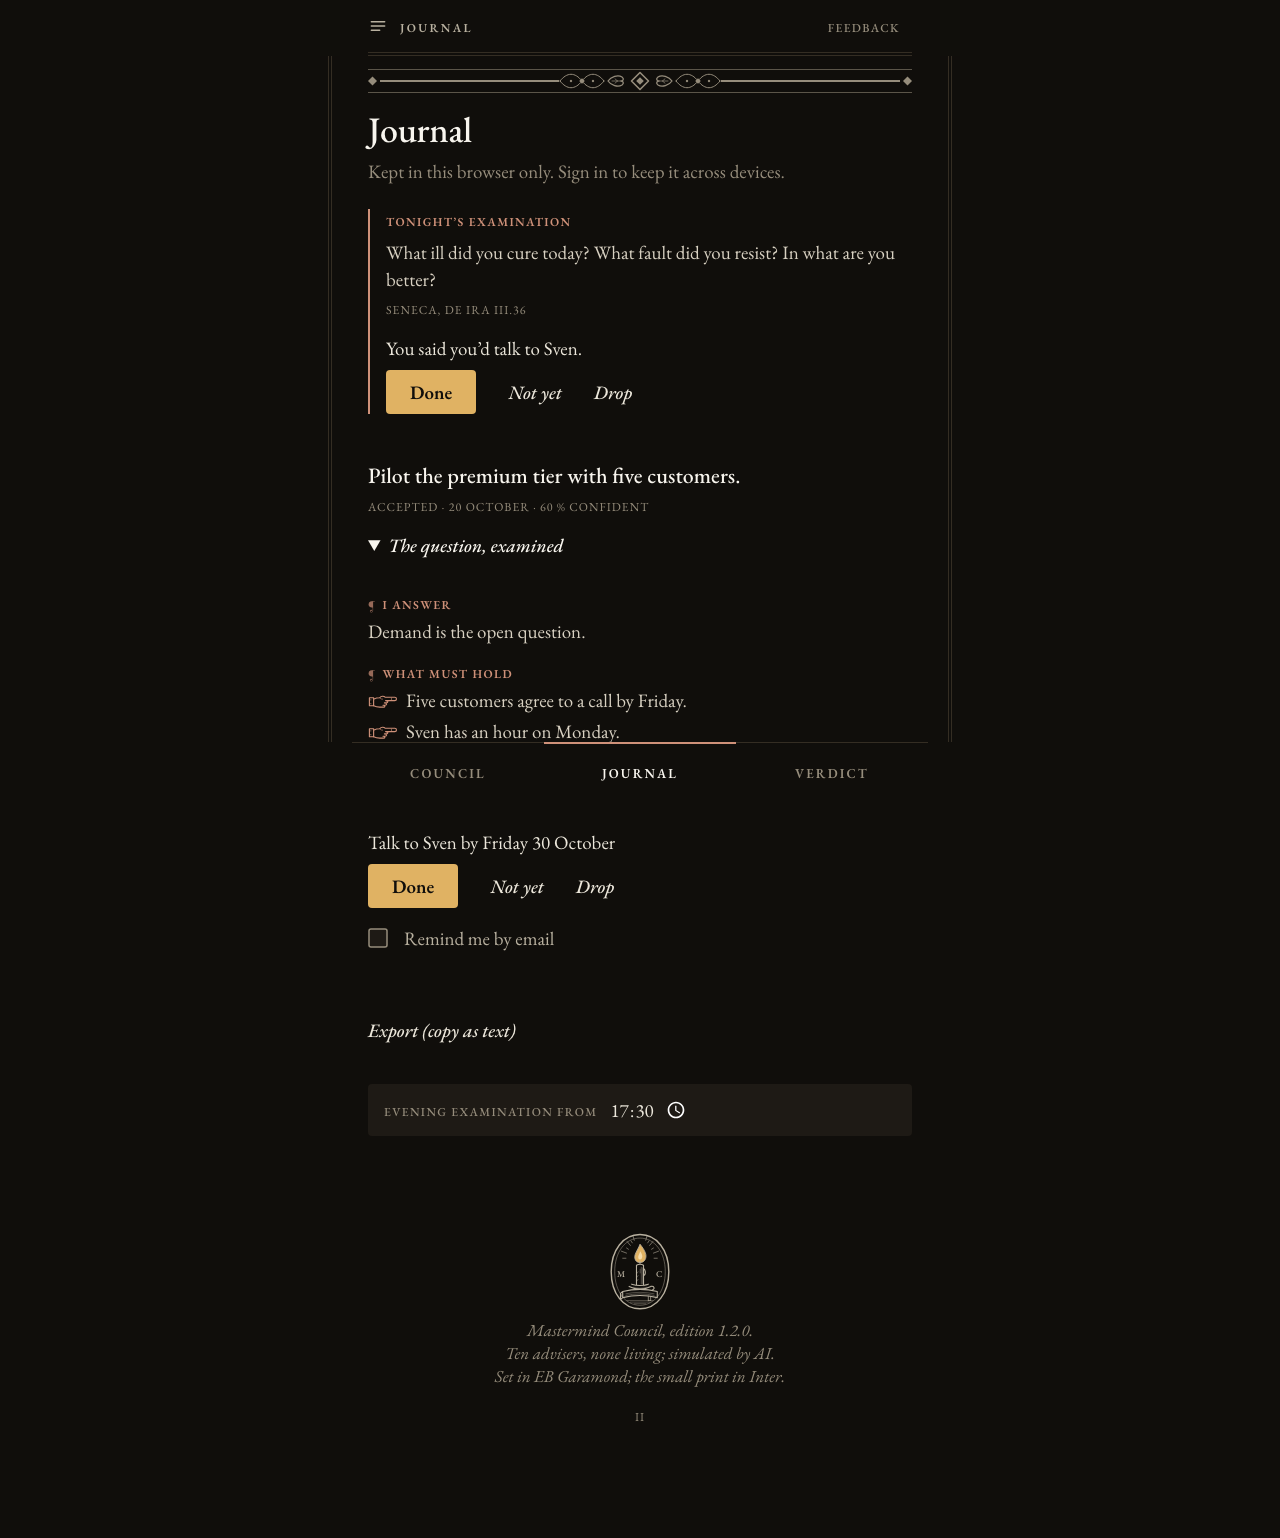 JOURNAL
FEEDBACK
Journal
Kept in this browser only. Sign in to keep it across devices.
TONIGHT’S EXAMINATION
What ill did you cure today? What fault did you resist? In what are you
better?
SENECA, DE IRA III.36
You said you’d talk to Sven.
Done Not yet Drop
Pilot the premium tier with five customers.
ACCEPTED · 20 OCTOBER · 60 % CONFIDENT
▼ The question, examined
¶ I ANSWER
Demand is the open question.
¶ WHAT MUST HOLD
☞ Five customers agree to a call by Friday.
☞ Sven has an hour on Monday.
COUNCIL JOURNAL VERDICT
Talk to Sven by Friday 30 October
Done Not yet Drop
Remind me by email
Export (copy as text)
EVENING EXAMINATION FROM 17:30
M C
Mastermind Council, edition 1.2.0.
Ten advisers, none living; simulated by AI.
Set in EB Garamond; the small print in Inter.
II